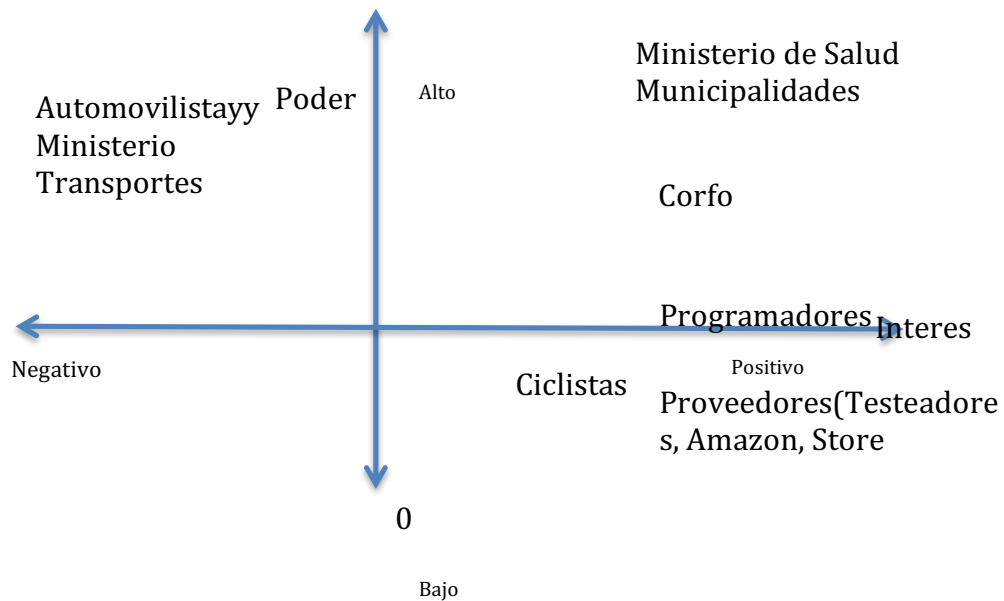 Ministerio de Salud
Municipalidades
Poder
Alto
Automovilistayy
Ministerio
Transportes
Corfo
Programadores
Interes
Negativo
Positivo
Ciclistas
Proveedores(Testeadore
s, Amazon, Store
0
Bajo